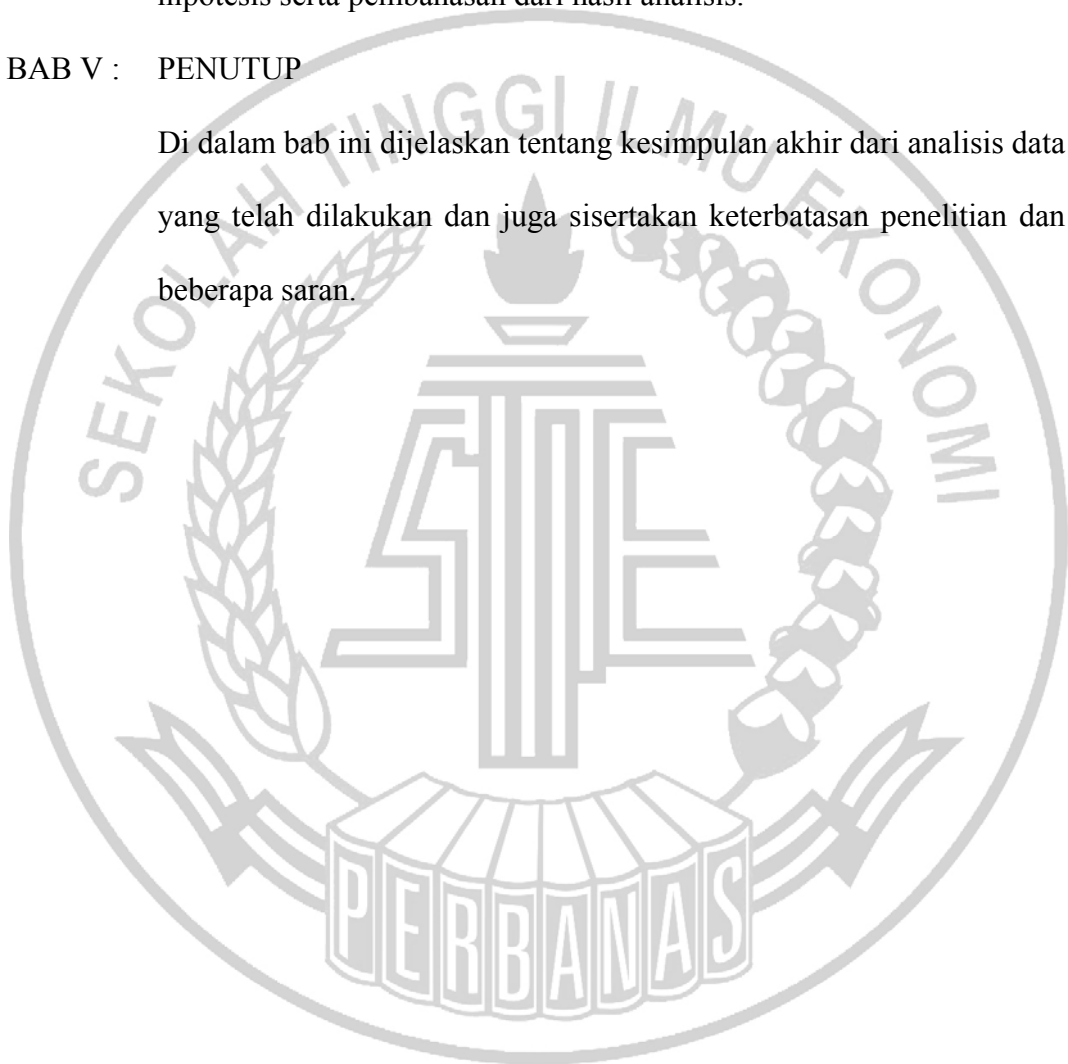 hipotesis serta pembahasan dari hasil analisis.
BAB V : PENUTUP
Di dalam bab ini dijelaskan tentang kesimpulan akhir dari analisis data
yang telah dilakukan dan juga sisertakan keterbatasan penelitian dan
beberapa saran.
SEKOLAH TINGGI ILMU EKONOMI
STIE
PERBANAS